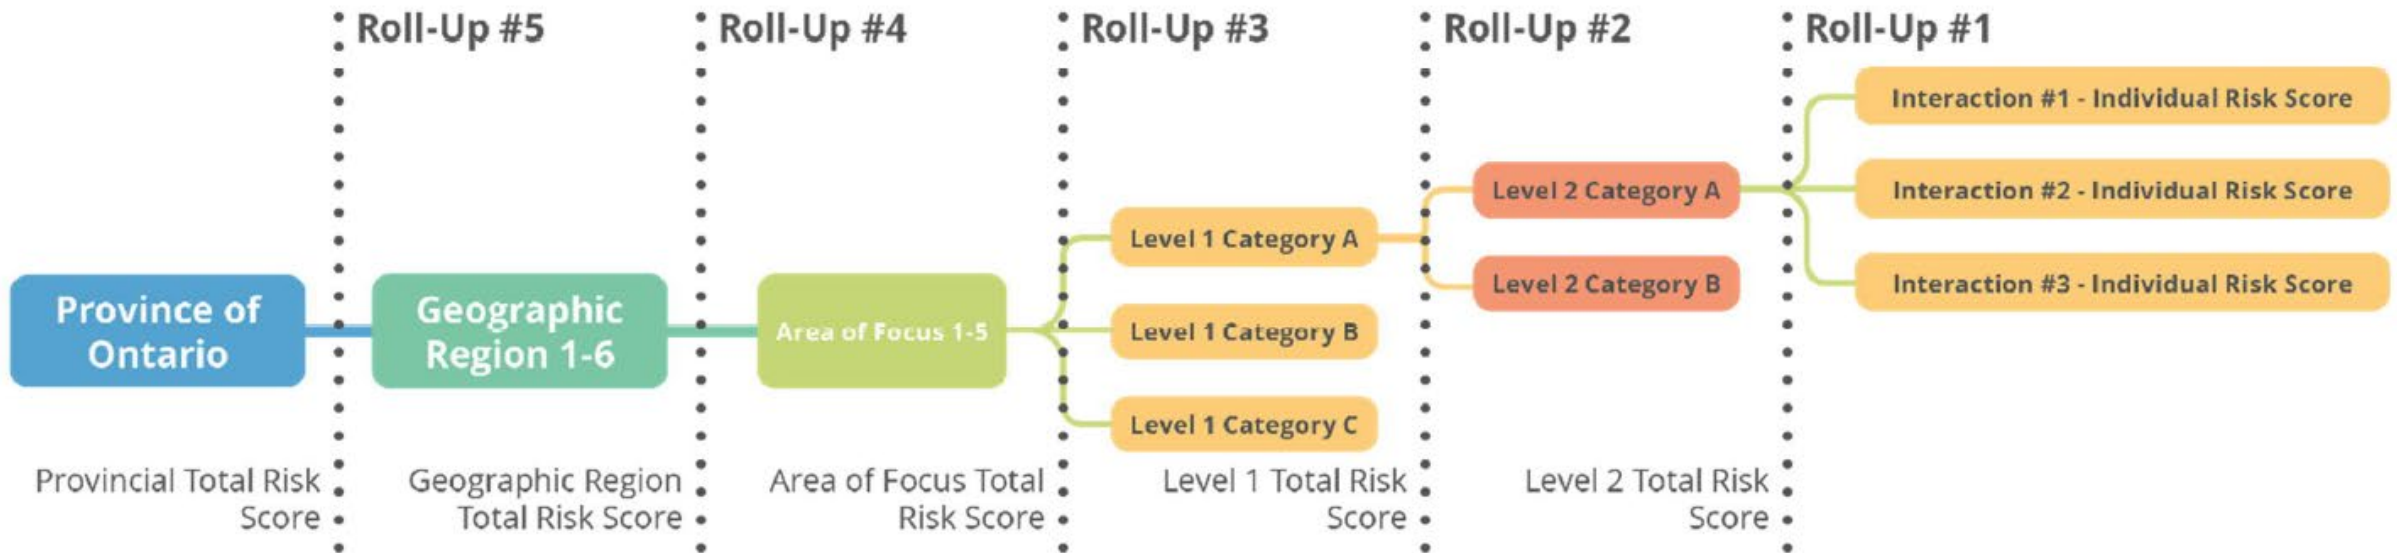 Roll-Up #5
Roll-Up #4
Roll-Up #3
Roll-Up #2
Roll-Up #1
Province of
Ontario
Geographic
Region 1-6
Area of Focus 1-5
Level 1 Category A
Level 1 Category B
Level 1 Category C
Level 2 Category A
Level 2 Category B
Interaction #1 - Individual Risk Score
Interaction #2 - Individual Risk Score
Interaction #3 - Individual Risk Score
Provincial Total Risk
Score
Geographic Region
Total Risk Score
Area of Focus Total
Risk Score
Level 1 Total Risk
Score
Level 2 Total Risk
Score